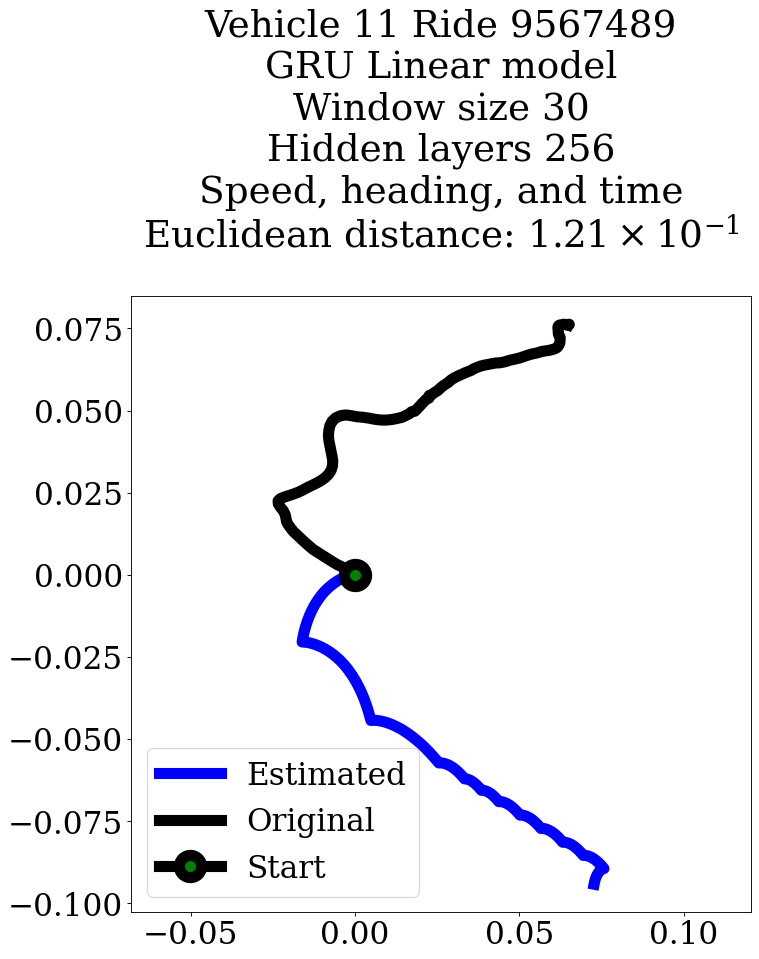 Vehicle 11 Ride 9567489
GRU Linear model
Window size 30
Hidden layers 256
Speed, heading, and time
Euclidean distance: 1.21 × 10⁻¹
0.075
0.050
0.025
0.000
−0.025
−0.050
−0.075
−0.100
Estimated
Original
Start
−0.05 0.00 0.05 0.10